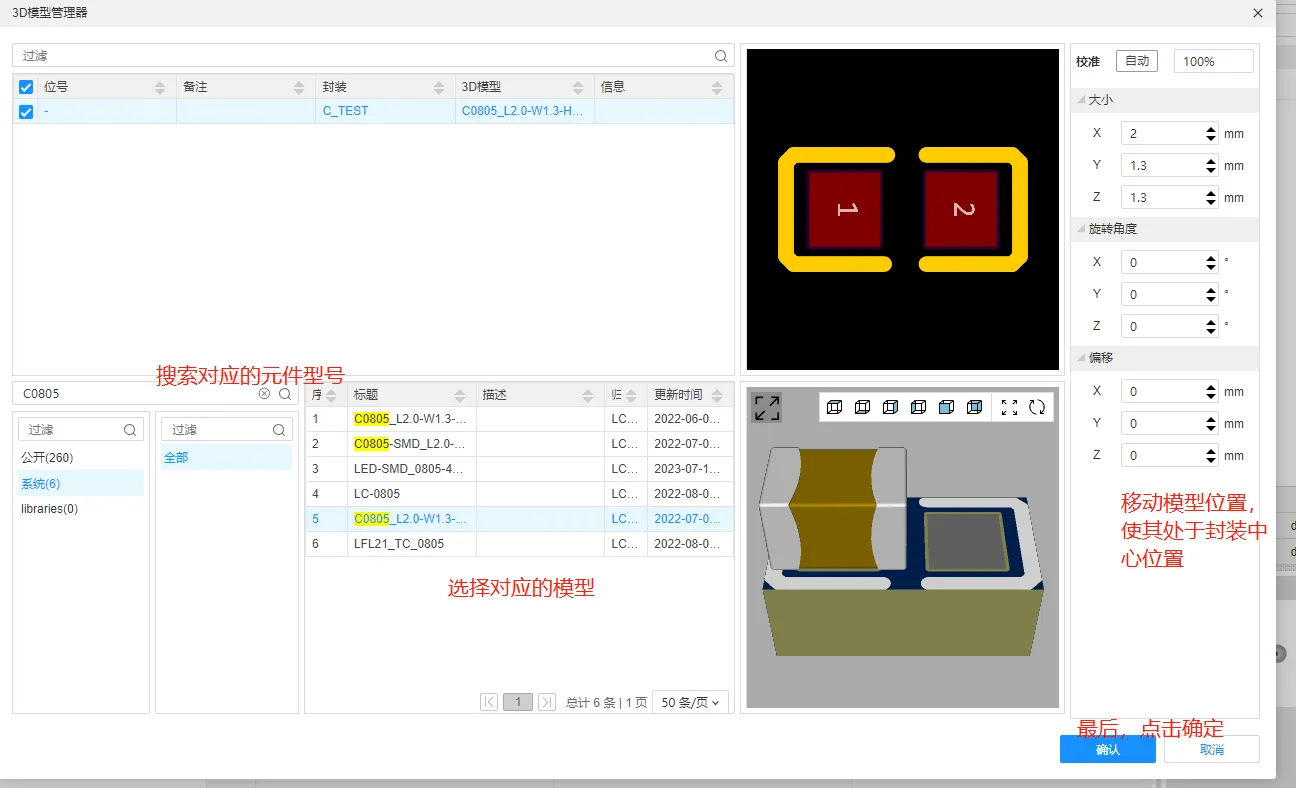 3D模型管理器
过滤
位号 备注 封装 3D模型 信息
- C_TEST C0805_L2.0-W1.3-H...
1 2
校准 自动 100%
大小
X 2 mm
Y 1.3 mm
Z 1.3 mm
旋转角度
X 0 °
Y 0 °
Z 0 °
偏移
X 0 mm
Y 0 mm
Z 0 mm
移动模型位置，
使其处于封装中
心位置
搜索对应的元件型号
C0805
过滤
公开(260)
系统(6)
libraries(0)
过滤
全部
序 标题 描述 归 更新时间
1 C0805_L2.0-W1.3-... LC... 2022-06-0...
2 C0805-SMD_L2.0-... LC... 2022-07-0...
3 LED-SMD_0805-4... LC... 2023-07-1...
4 LC-0805 LC... 2022-08-0...
5 C0805_L2.0-W1.3-... LC... 2022-07-0...
6 LFL21_TC_0805 LC... 2022-08-0...
选择对应的模型
1 总计 6 条 | 1 页 50 条/页
最后，点击确定
确认 取消
d
d